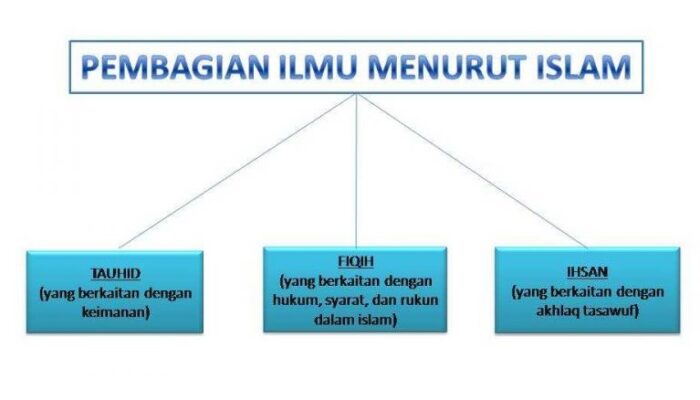 PEMBAGIAN ILMU MENURUT ISLAM
TAUHID
(yang berkaitan dengan
keimanan)
FIQIH
(yang berkaitan dengan
hukum, syarat, dan rukun
dalam islam)
IHSAN
(yang berkaitan dengan
akhlaq tasawuf)